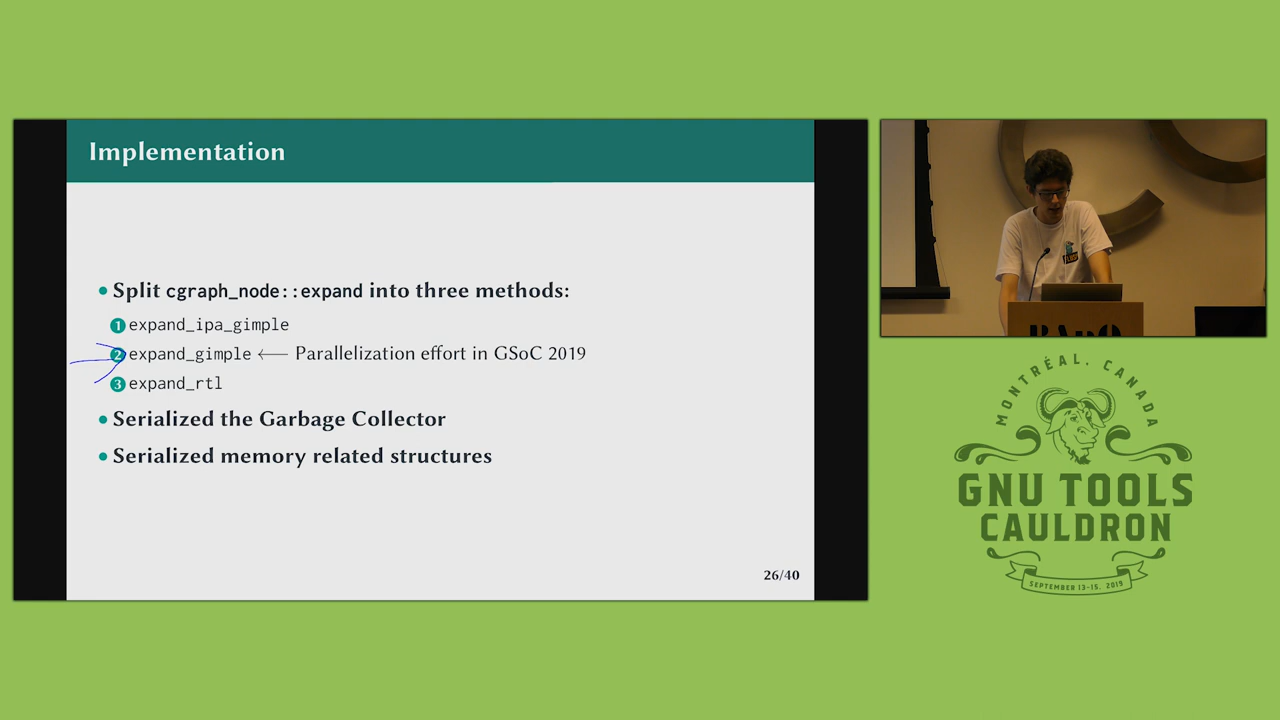 Implementation
• Split cgraph_node::expand into three methods:
1 expand_ipa_gimple
2 expand_gimple ⟵ Parallelization effort in GSoC 2019
3 expand_rtl
• Serialized the Garbage Collector
• Serialized memory related structures
26/40
MONTRÉAL, CANADA
GNU TOOLS
CAULDRON
SEPTEMBER 13-15, 2019